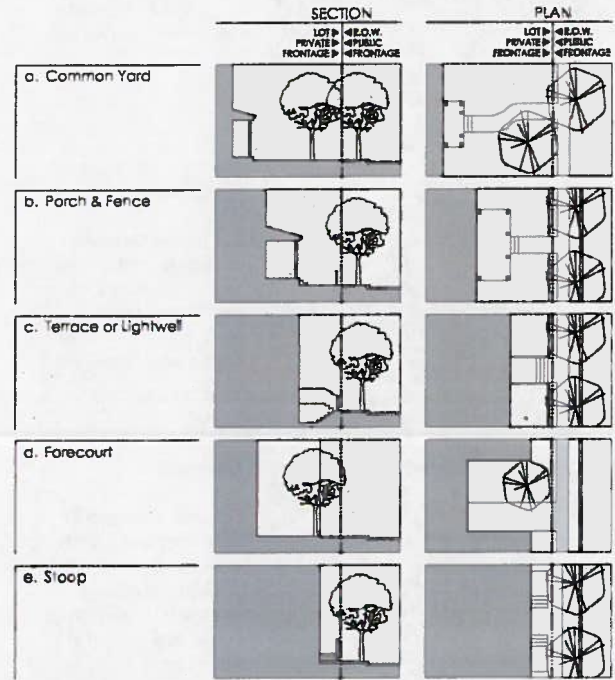 SECTION PLAN
LOT ▶ ◀ R.O.W. LOT ▶ ◀ R.O.W.
PRIVATE ▶ ◀ PUBLIC PRIVATE ▶ ◀ PUBLIC
FRONTAGE ▶ ◀ FRONTAGE FRONTAGE ▶ ◀ FRONTAGE
a. Common Yard
b. Porch & Fence
c. Terrace or Lightwell
d. Forecourt
e. Stoop